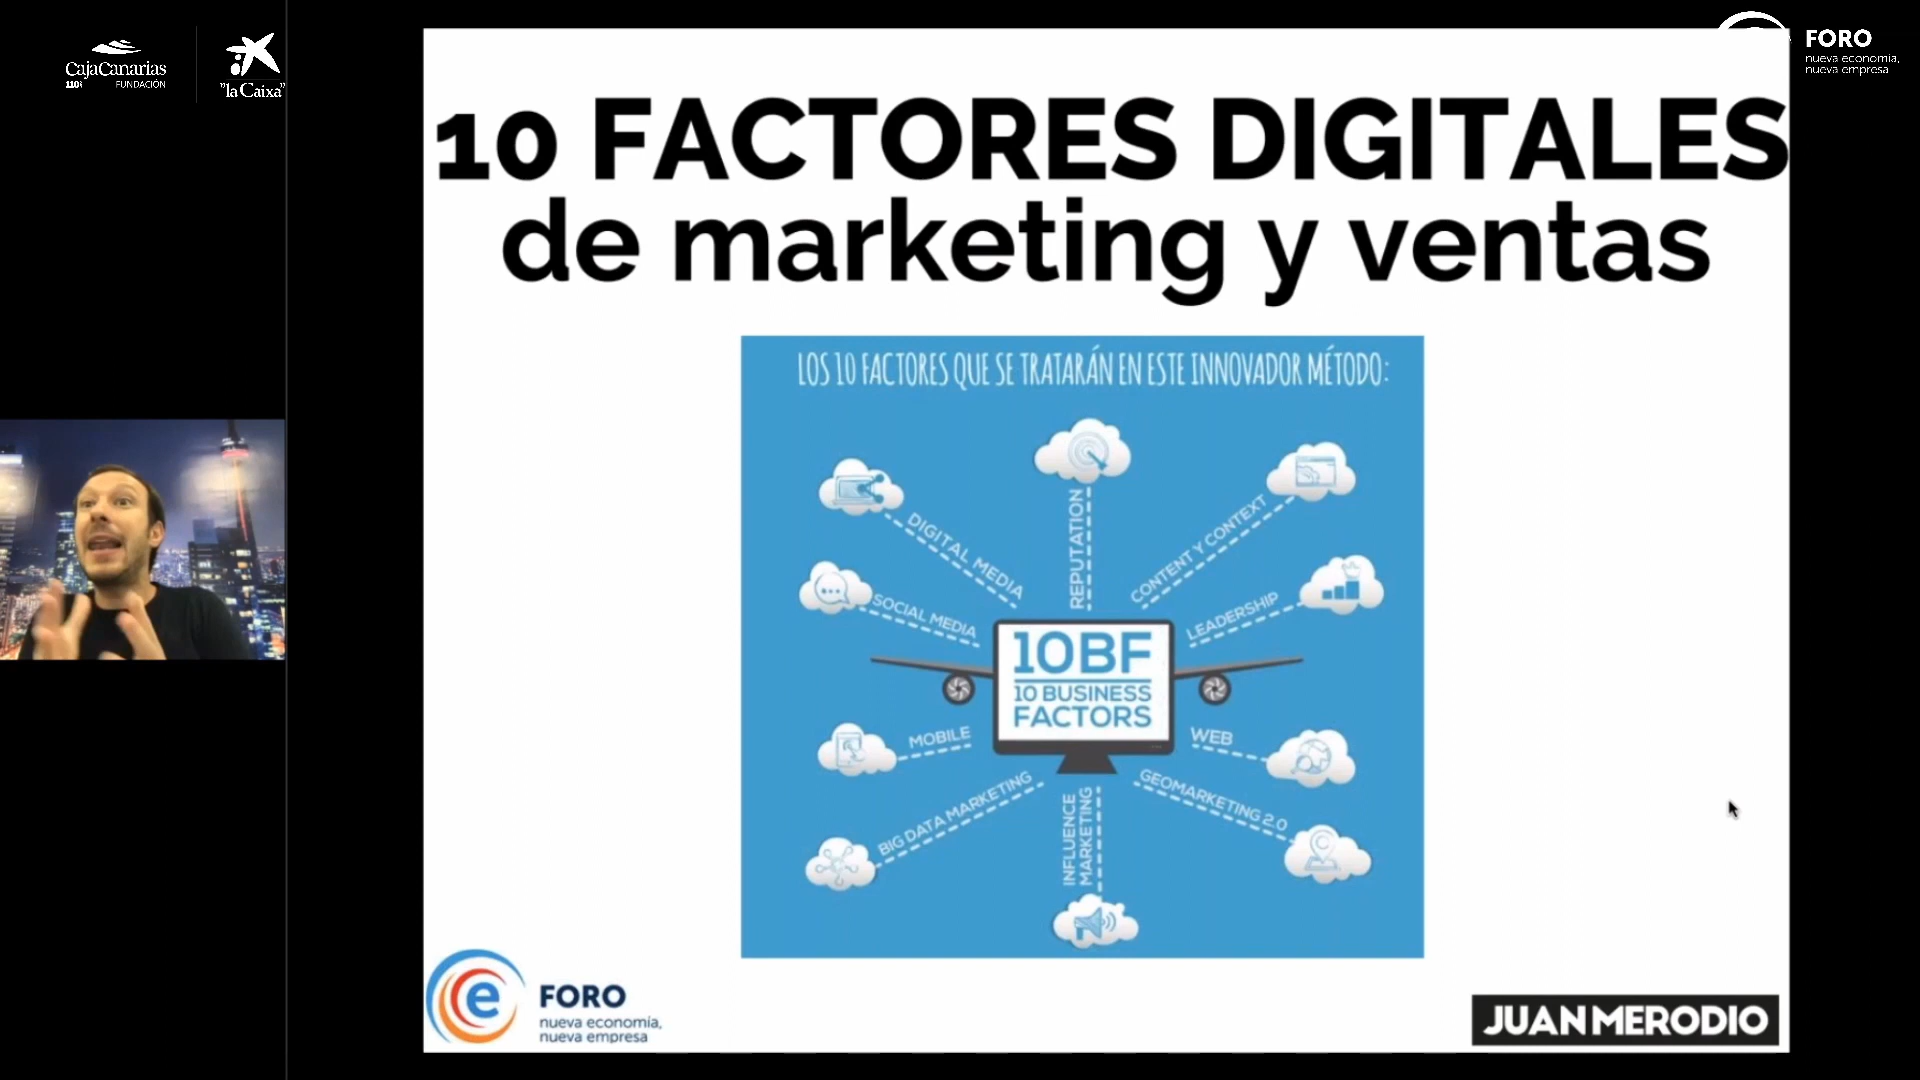 CajaCanarias
FUNDACIÓN
"la Caixa"
FORO
nueva economía,
nueva empresa
10 FACTORES DIGITALES
de marketing y ventas
LOS 10 FACTORES QUE SE TRATARÁN EN ESTE INNOVADOR MÉTODO:
DIGITAL MEDIA
REPUTATION
CONTENT Y CONTEXT
SOCIAL MEDIA
LEADERSHIP
10BF
10 BUSINESS
FACTORS
MOBILE
WEB
BIG DATA MARKETING
INFLUENCE
MARKETING
GEOMARKETING 2.0
e
FORO
nueva economía,
nueva empresa
JUAN MERODIO